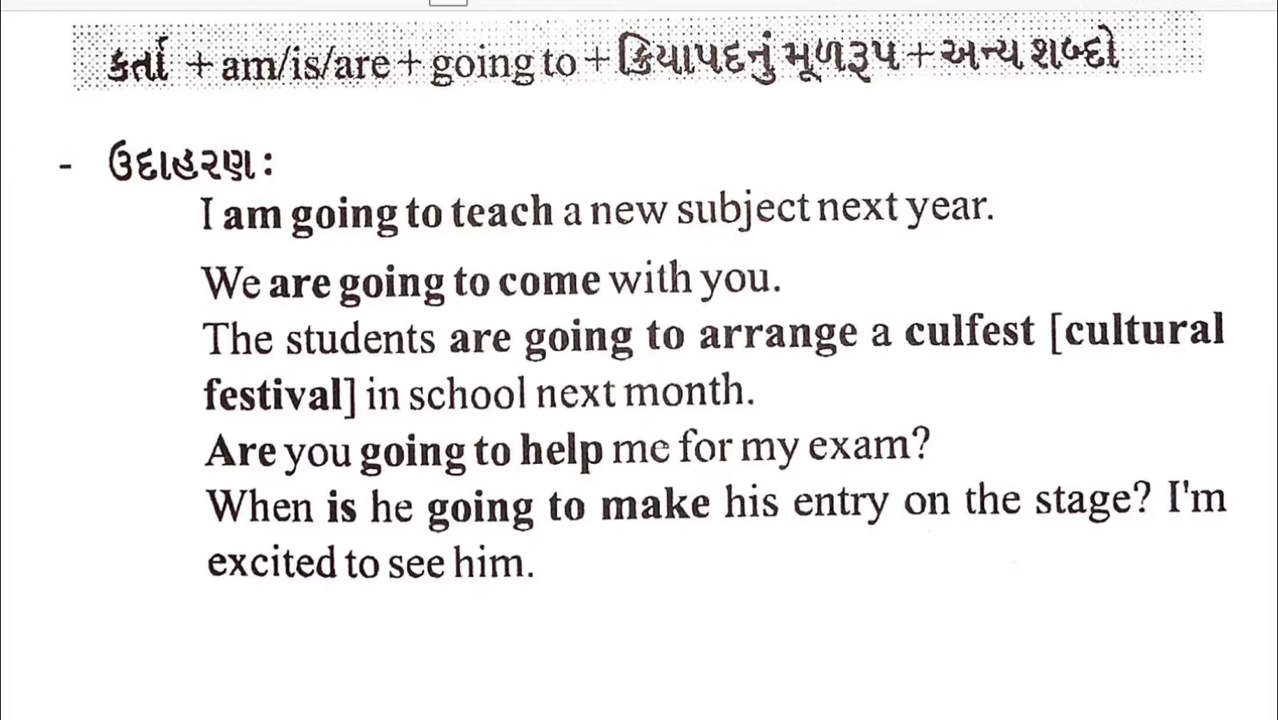 કર્તા + am/is/are + going to + ક્રિયાપદનું મૂળરૂપ + અન્ય શબ્દો
- ઉદાહરણ:
I am going to teach a new subject next year.
We are going to come with you.
The students are going to arrange a culfest [cultural
festival] in school next month.
Are you going to help me for my exam?
When is he going to make his entry on the stage? I'm
excited to see him.